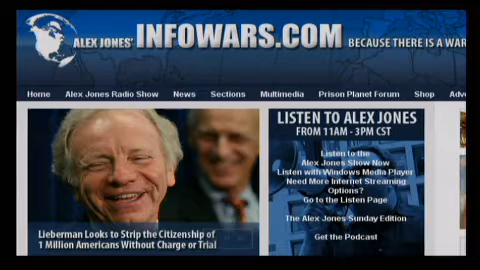 ALEX JONES' INFOWARS.COM BECAUSE THERE IS A WAR
Home Alex Jones Radio Show News Sections Multimedia Prison Planet Forum Shop
LISTEN TO ALEX JONES
FROM 11AM - 3PM CST
Listen to the
Alex Jones Show Now
Listen with Windows Media Player
Need More Internet Streaming
Options?
Go to the Listen Page
The Alex Jones Sunday Edition
Get the Podcast
Lieberman Looks to Strip the Citizenship of
1 Million Americans Without Charge or Trial